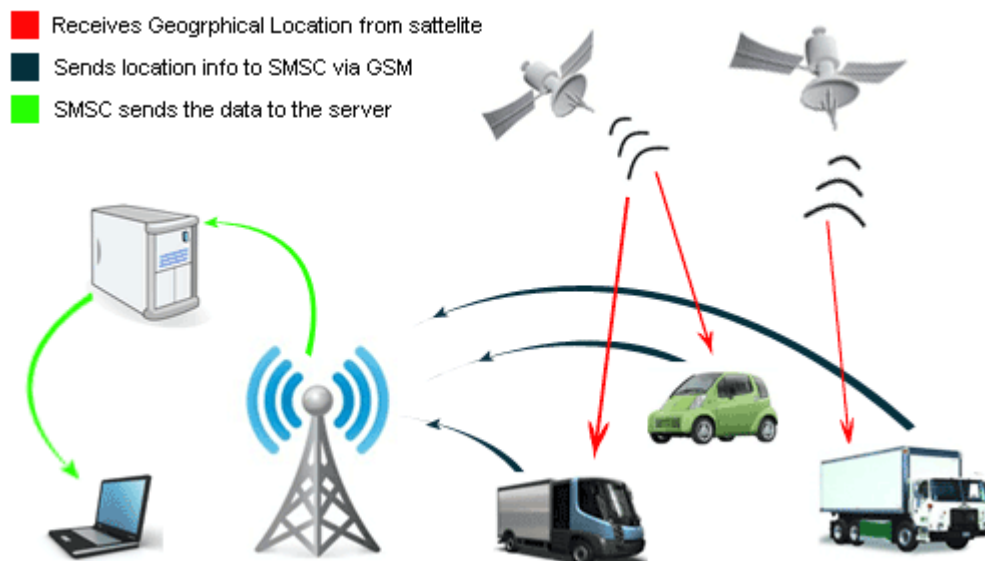 Receives Geogrphical Location from sattelite
Sends location info to SMSC via GSM
SMSC sends the data to the server